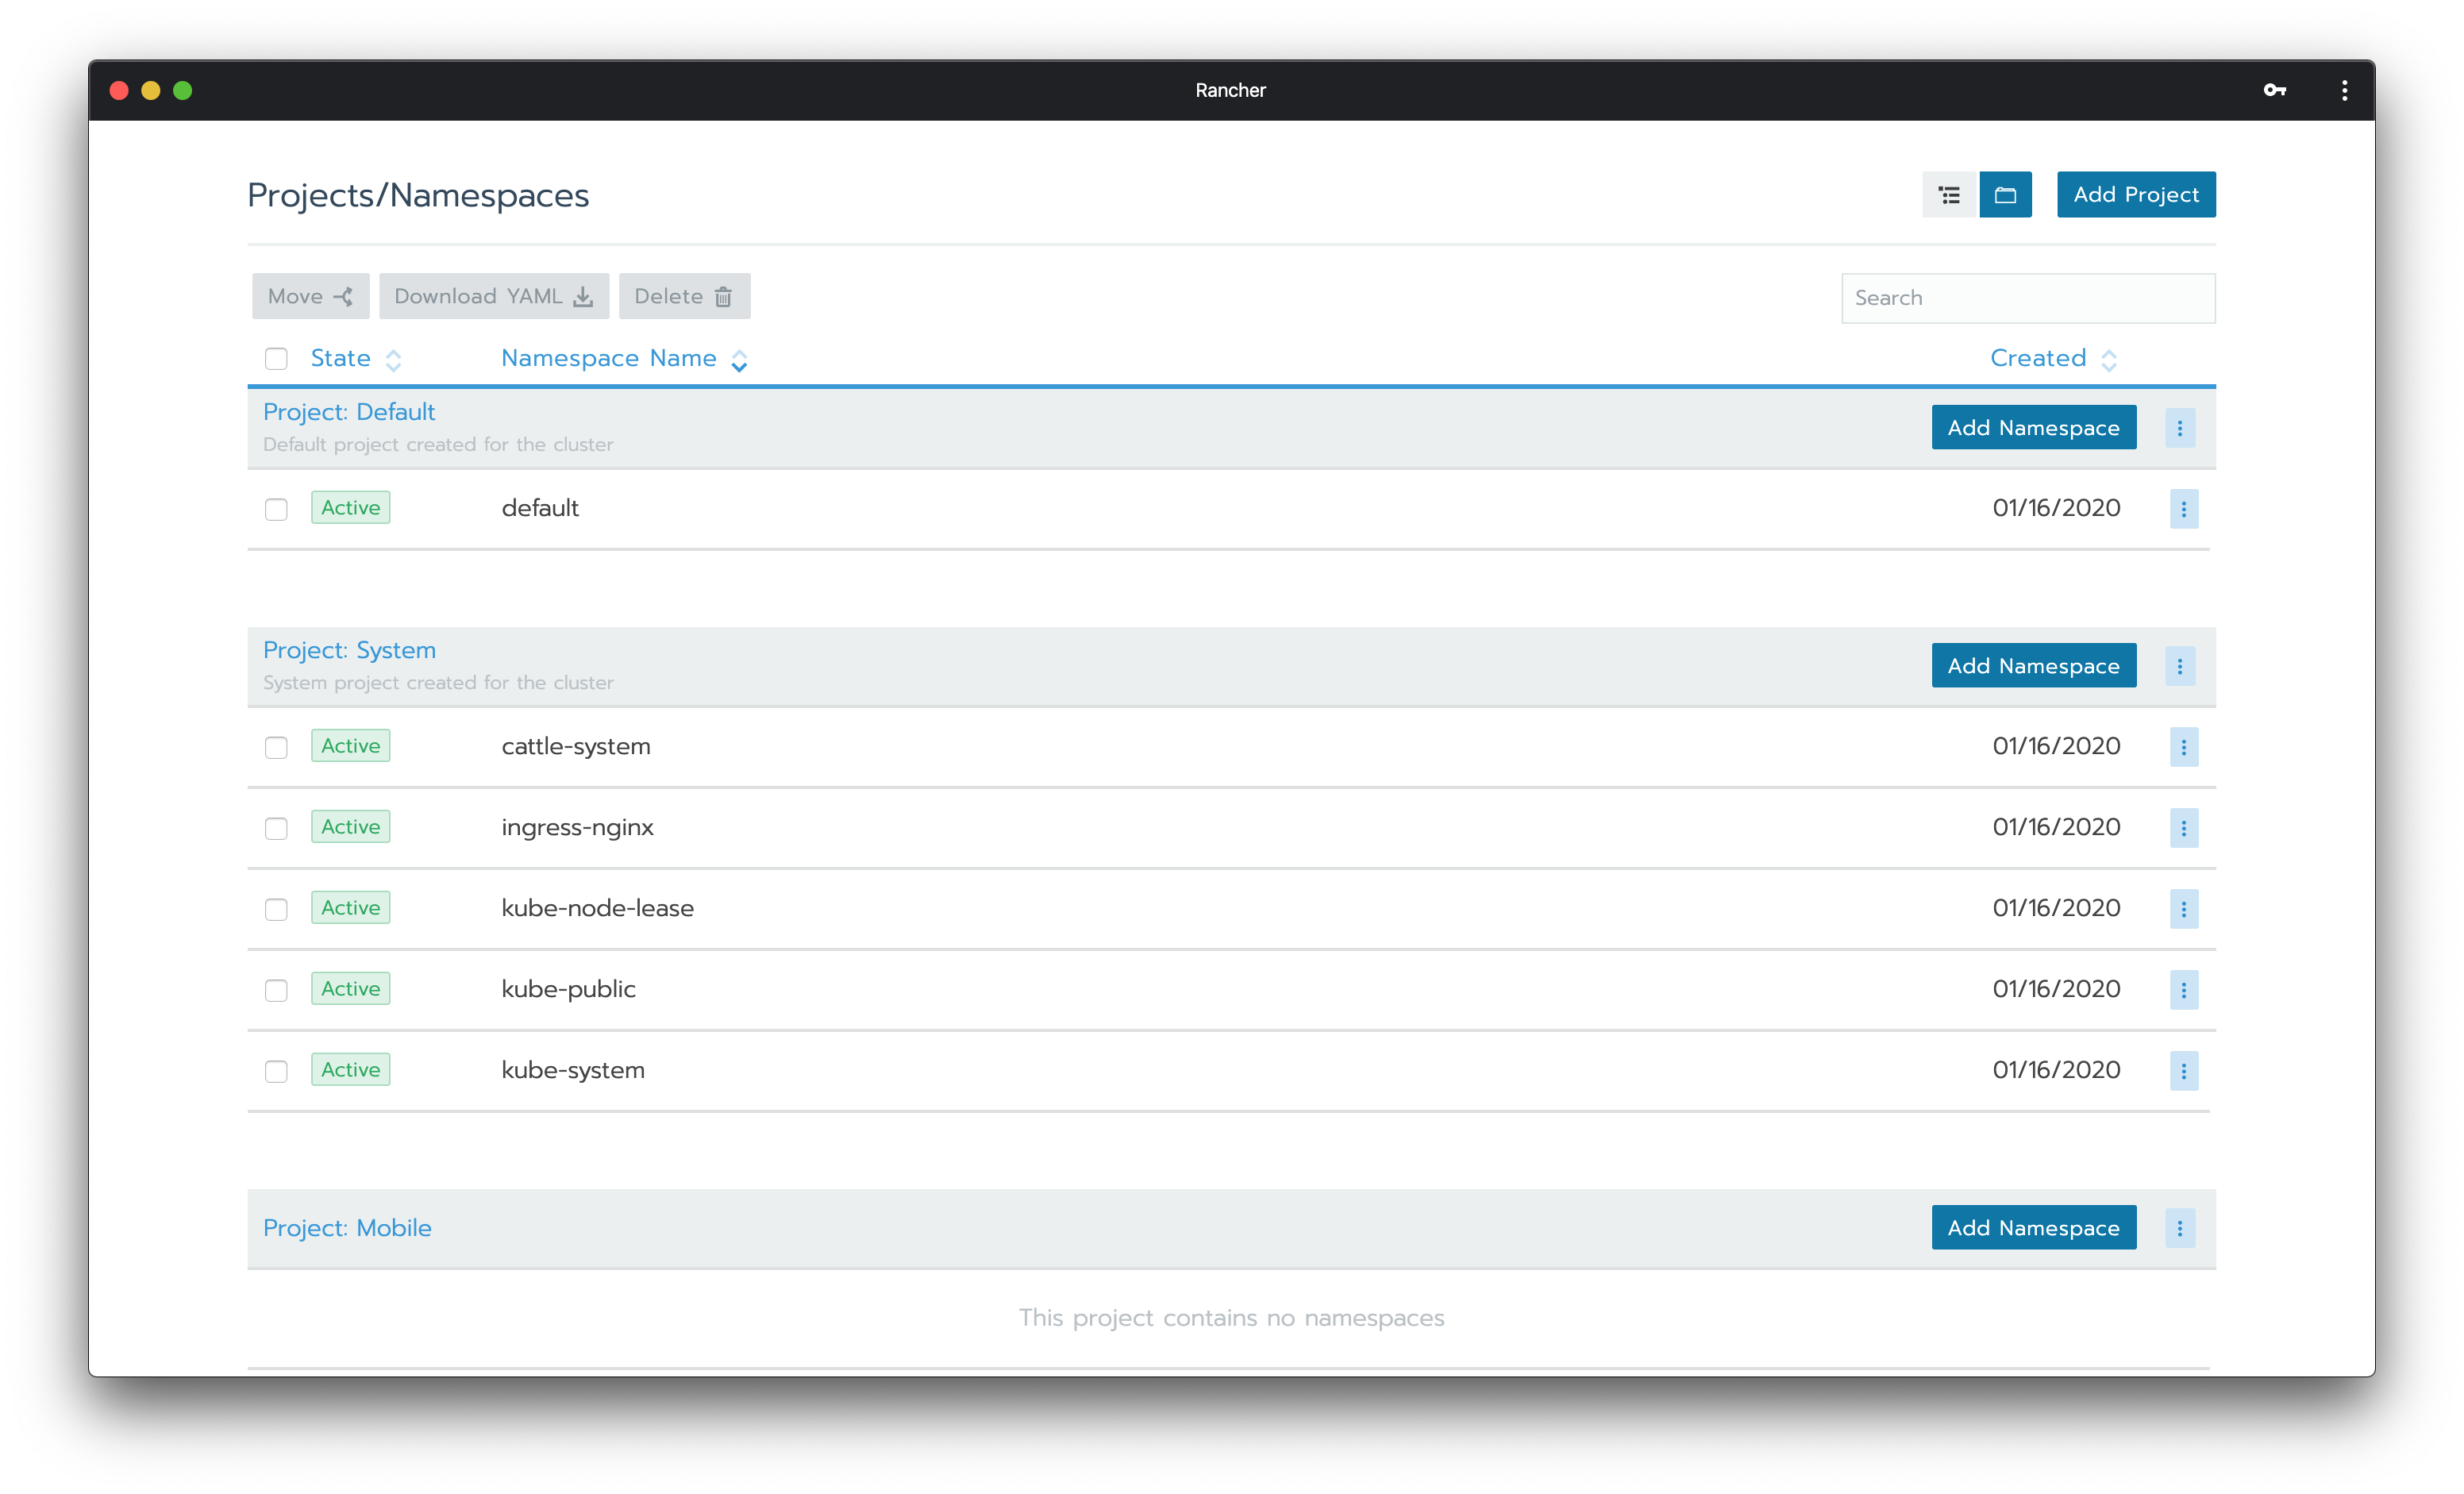 Rancher
Projects/Namespaces
Add Project
Move
Download YAML
Delete
Search
State
Namespace Name
Created
Project: Default
Default project created for the cluster
Add Namespace
Active default 01/16/2020
Project: System
System project created for the cluster
Add Namespace
Active cattle-system 01/16/2020
Active ingress-nginx 01/16/2020
Active kube-node-lease 01/16/2020
Active kube-public 01/16/2020
Active kube-system 01/16/2020
Project: Mobile
Add Namespace
This project contains no namespaces